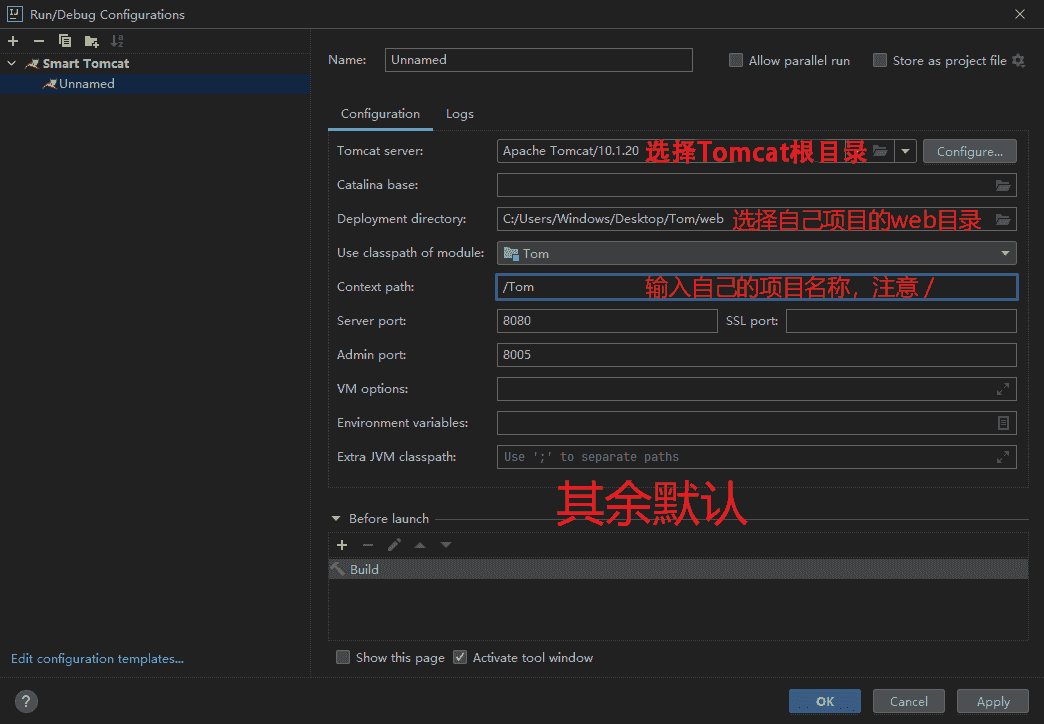 Run/Debug Configurations
Smart Tomcat
Unnamed
Name: Unnamed Allow parallel run Store as project file
Configuration Logs
Tomcat server: Apache Tomcat/10.1.20 选择Tomcat根目录 Configure...
Catalina base:
Deployment directory: C:/Users/Windows/Desktop/Tom/web 选择自己项目的web目录
Use classpath of module: Tom
Context path: /Tom 输入自己的项目名称，注意 /
Server port: 8080 SSL port:
Admin port: 8005
VM options:
Environment variables:
Extra JVM classpath: Use ';' to separate paths
其余默认
Before launch
Build
Show this page Activate tool window
Edit configuration templates...
? OK Cancel Apply